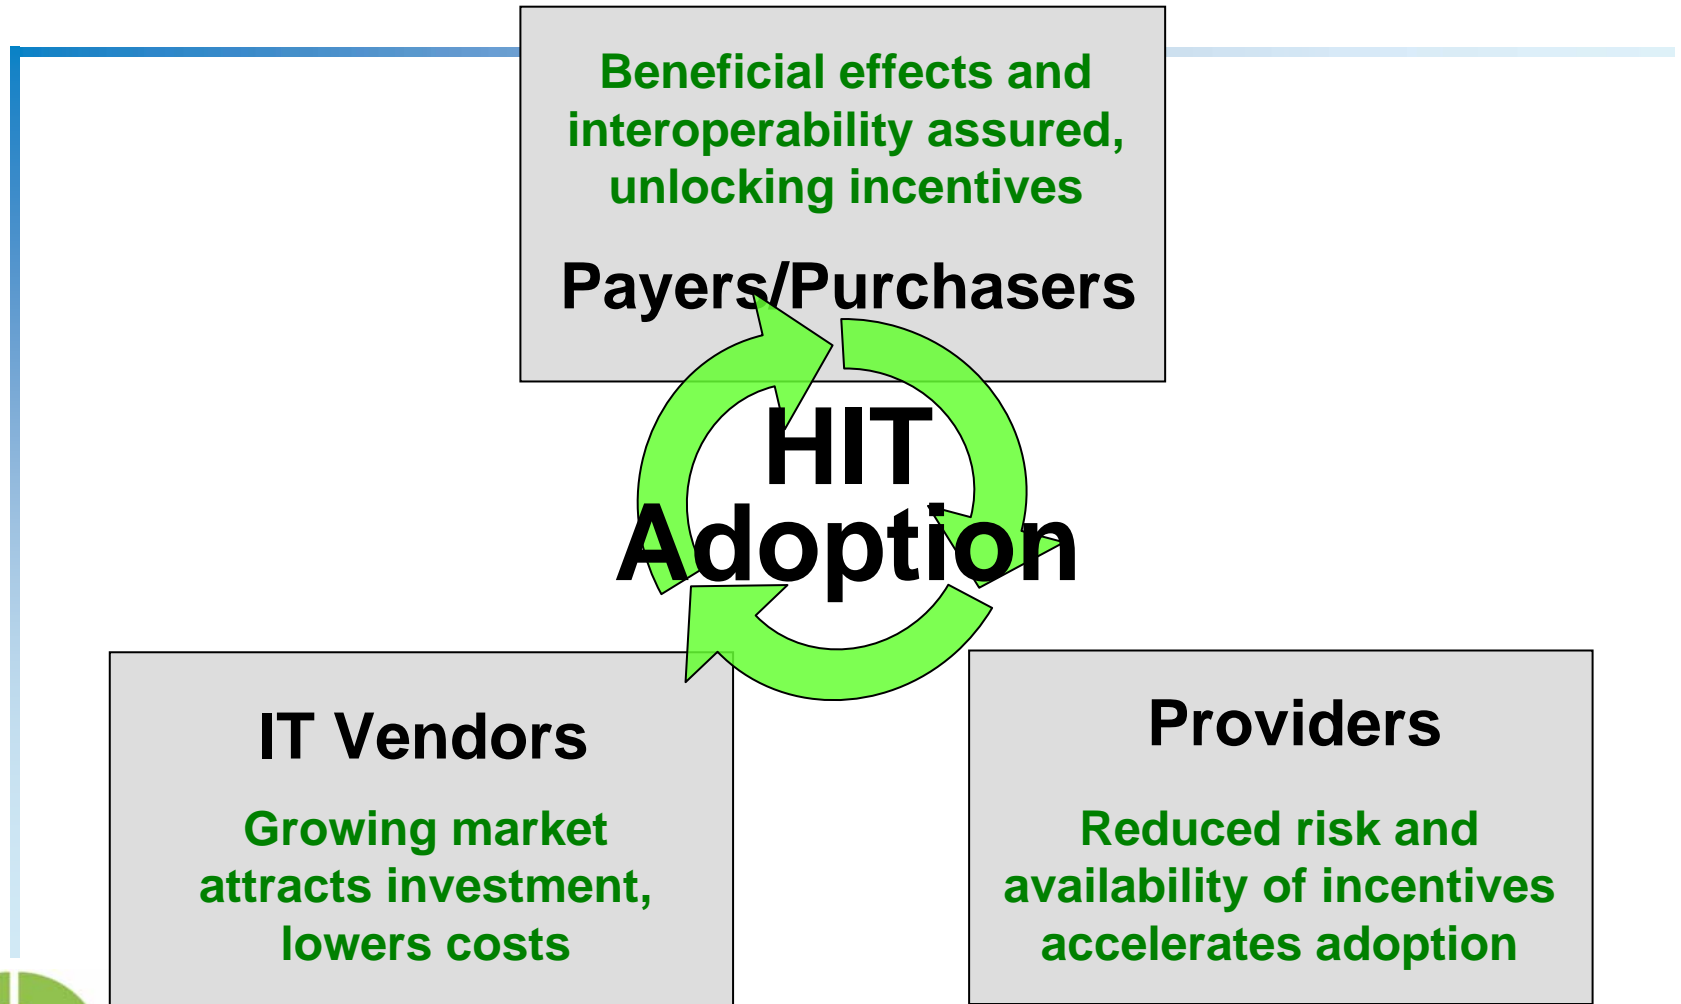 Beneficial effects and
interoperability assured,
unlocking incentives
Payers/Purchasers
HIT
Adoption
IT Vendors
Growing market
attracts investment,
lowers costs
Providers
Reduced risk and
availability of incentives
accelerates adoption